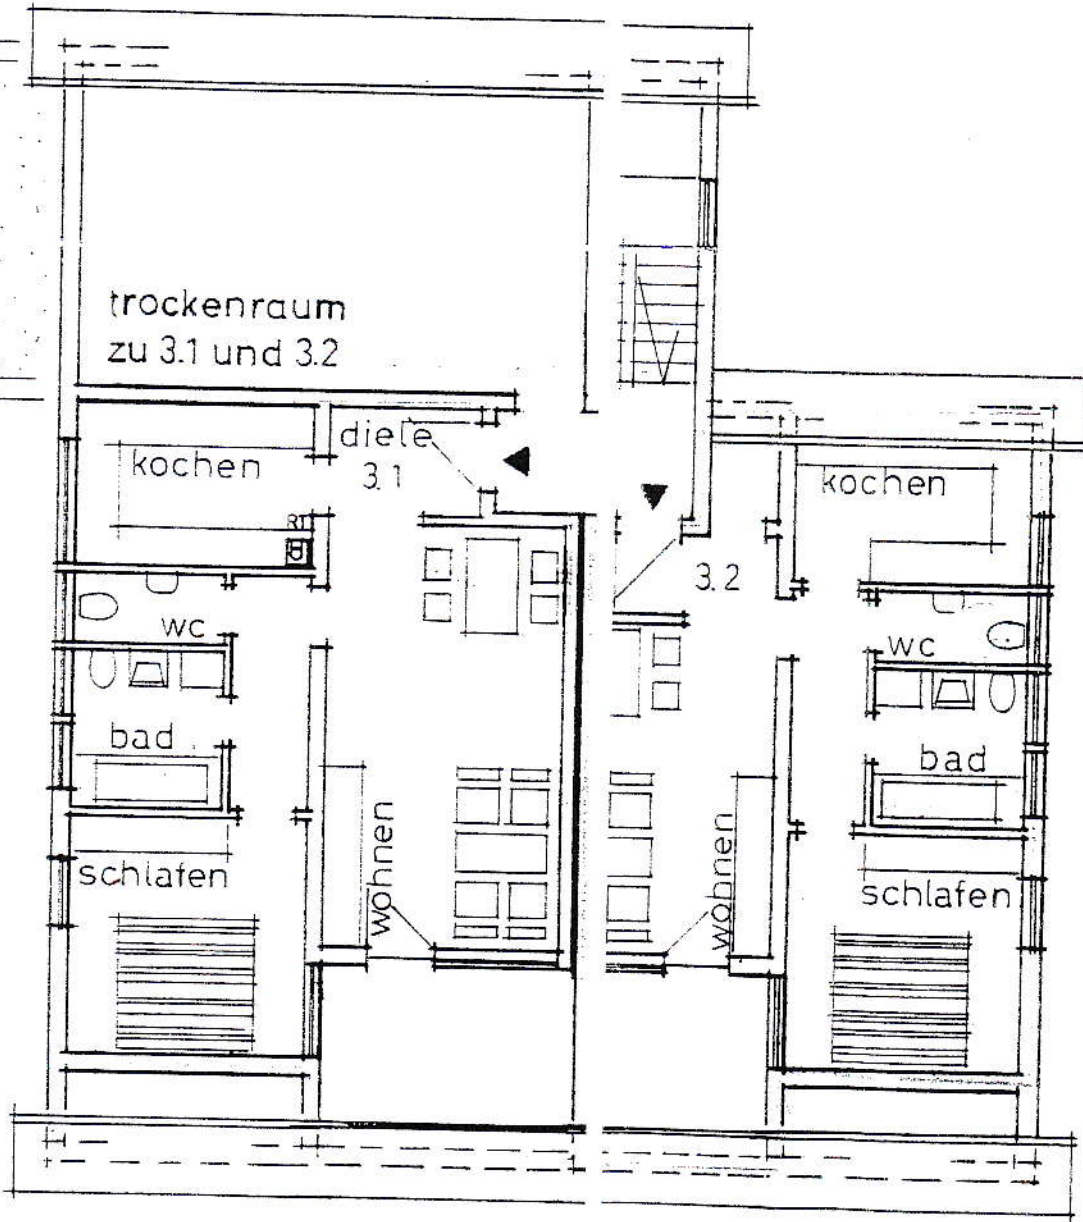 trockenraum
zu 3.1 und 3.2
diele
3.1
kochen
kochen
3.2
wc
wc
bad
bad
wohnen
wohnen
schlafen
schlafen